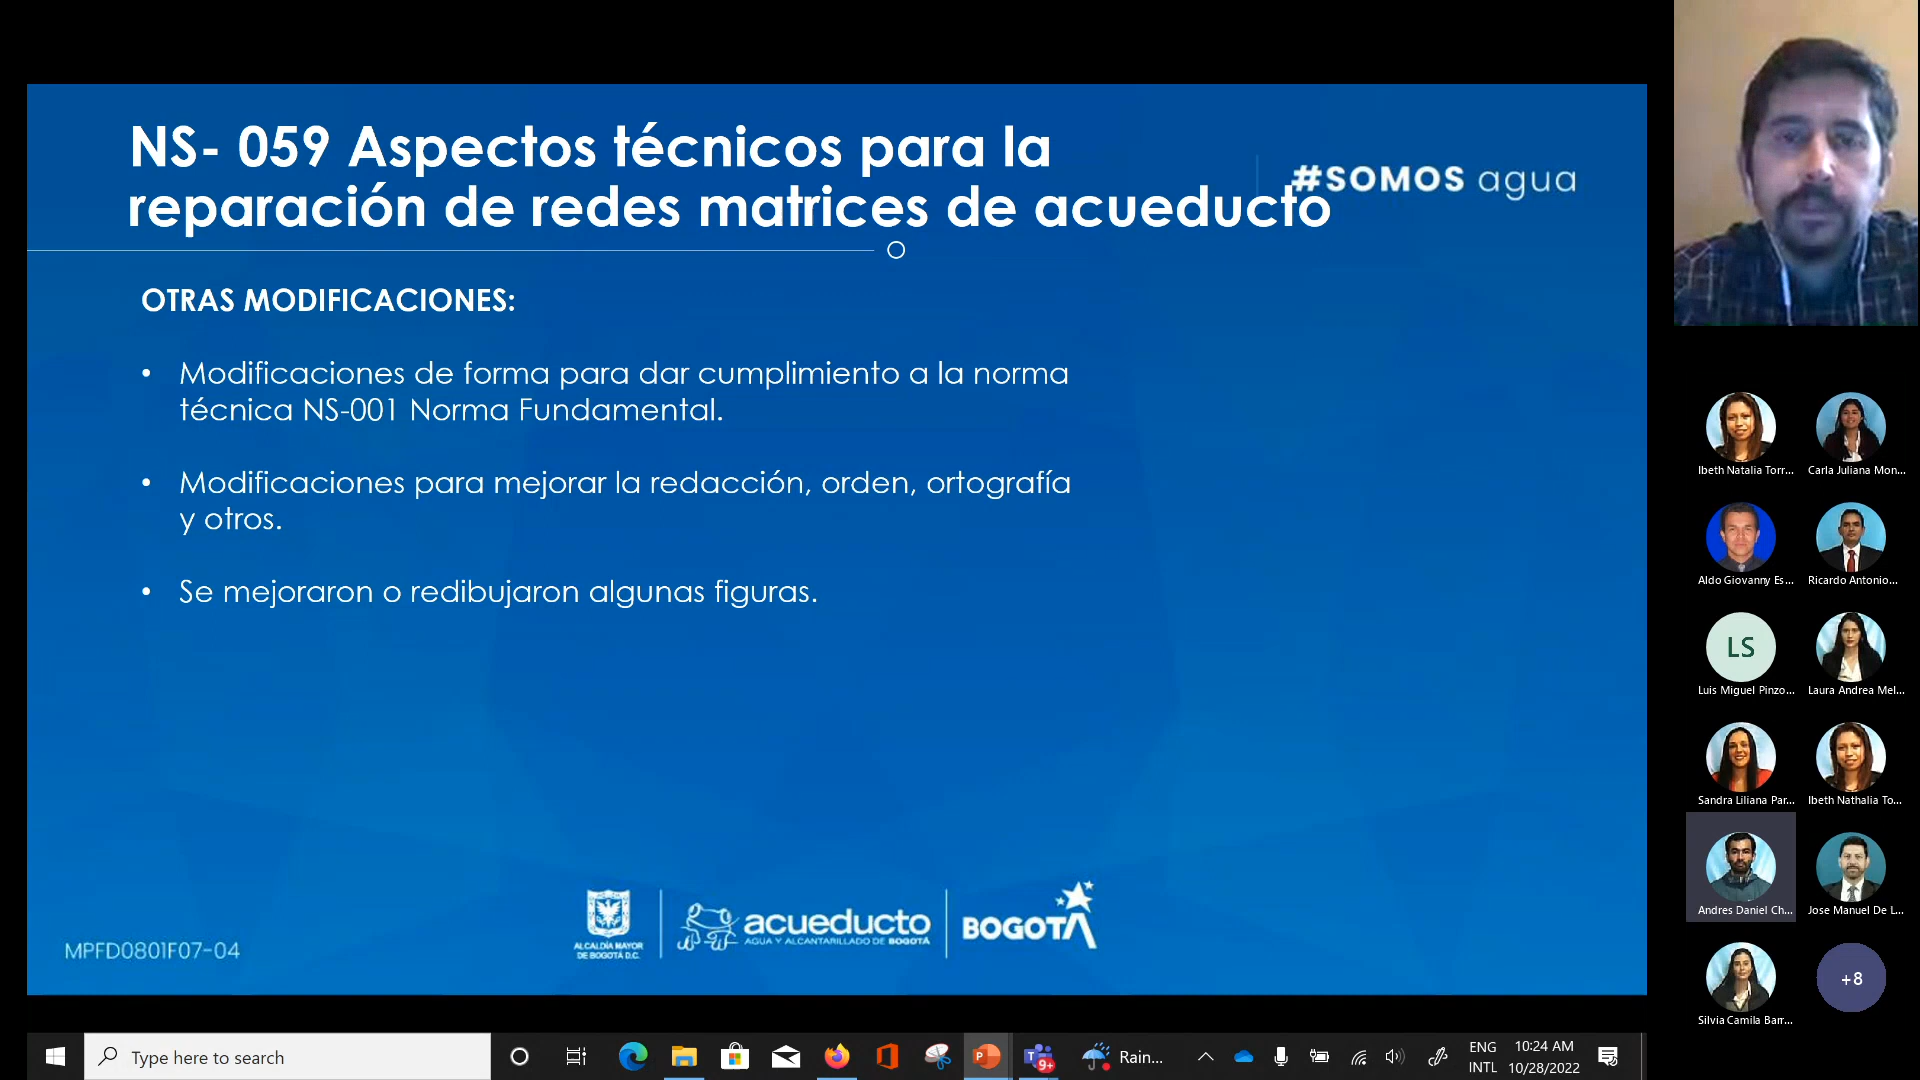 NS- 059 Aspectos técnicos para la
reparación de redes matrices de acueducto
#SOMOS agua
OTRAS MODIFICACIONES:
• Modificaciones de forma para dar cumplimiento a la norma
técnica NS-001 Norma Fundamental.
• Modificaciones para mejorar la redacción, orden, ortografía
y otros.
• Se mejoraron o redibujaron algunas figuras.
MPFD0801F07-04
ALCALDÍA MAYOR
DE BOGOTÁ D.C.
acueducto
AGUA Y ALCANTARILLADO DE BOGOTÁ
BOGOTÁ
Ibeth Natalia Torr...
Carla Juliana Mon...
Aldo Giovanny Es...
Ricardo Antonio...
LS
Luis Miguel Pinzo...
Laura Andrea Mel...
Sandra Liliana Par...
Ibeth Nathalia To...
Andres Daniel Ch...
Jose Manuel De L...
Silvia Camila Barr...
+8
Type here to search
9+
Rain...
ENG
INTL
10:24 AM
10/28/2022